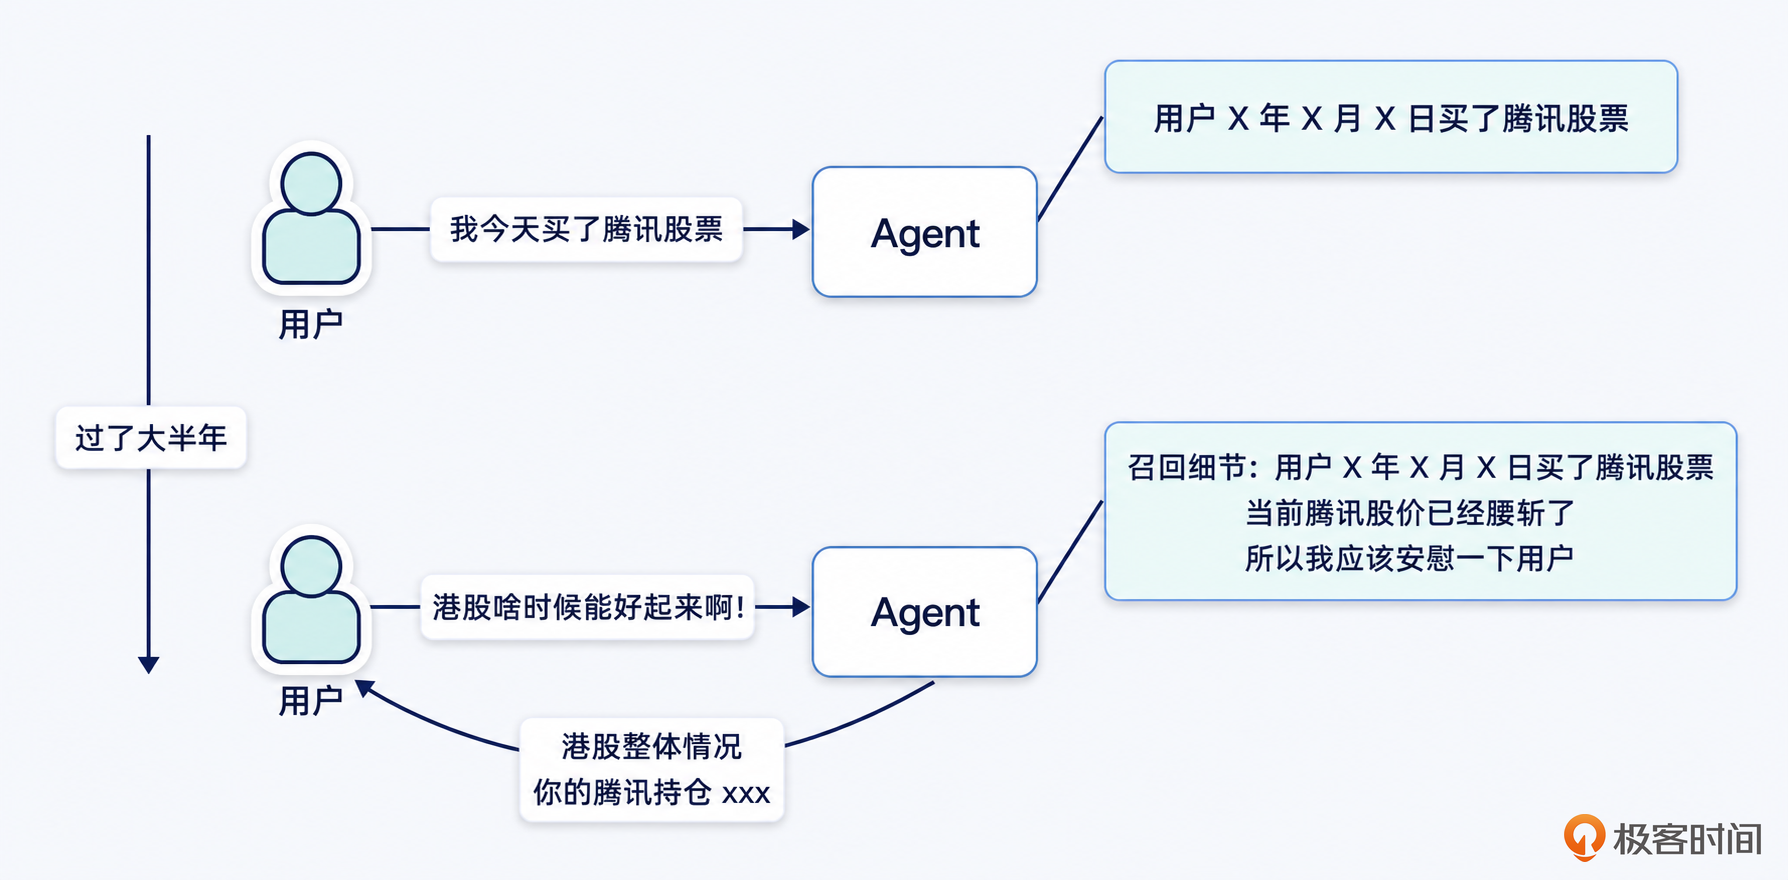 用户 X 年 X 月 X 日买了腾讯股票
我今天买了腾讯股票
Agent
用户
过了大半年
召回细节：用户 X 年 X 月 X 日买了腾讯股票
当前腾讯股价已经腰斩了
所以我应该安慰一下用户
港股啥时候能好起来啊!
Agent
用户
港股整体情况
你的腾讯持仓 xxx
极客时间